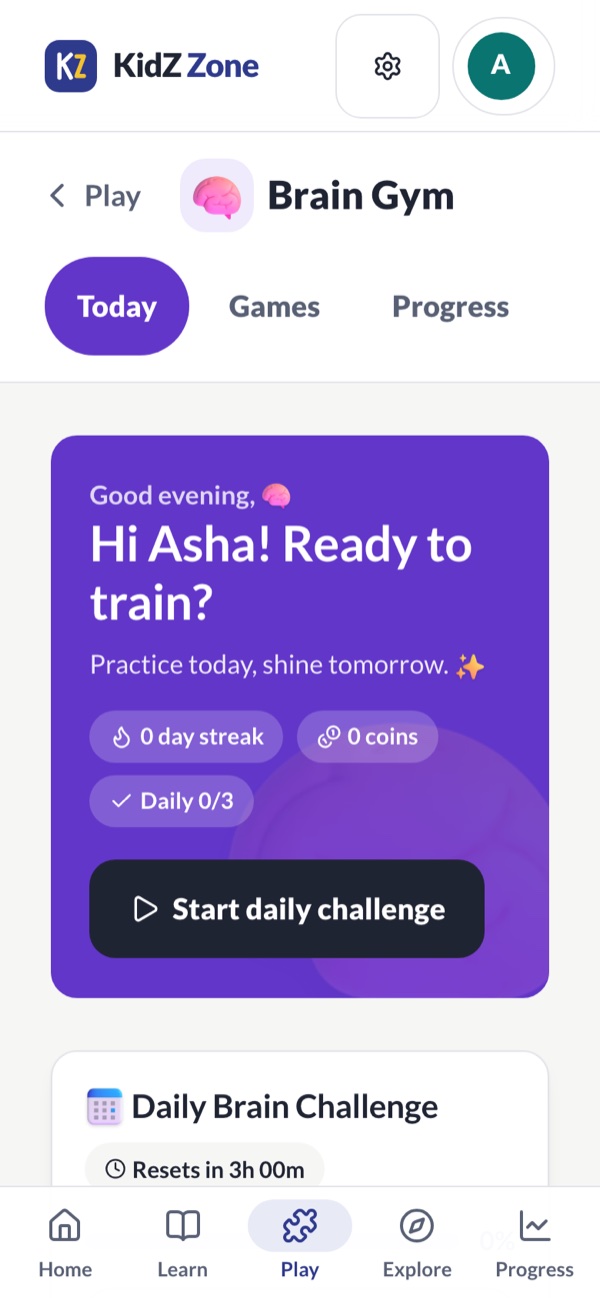 KZ KidZ Zone
A
Play
Brain Gym
Today
Games
Progress
Good evening, 🧠
Hi Asha! Ready to
train?
Practice today, shine tomorrow. ✨
0 day streak
0 coins
Daily 0/3
Start daily challenge
Daily Brain Challenge
Resets in 3h 00m
0%
Home
Learn
Play
Explore
Progress